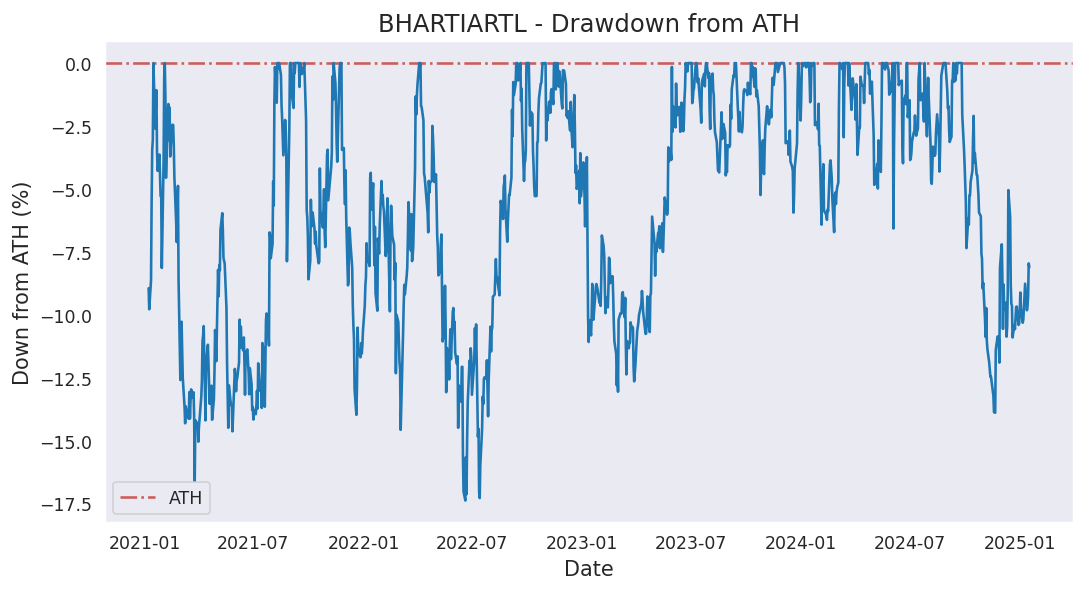 BHARTIARTL - Drawdown from ATH
Down from ATH (%)
0.0
−2.5
−5.0
−7.5
−10.0
−12.5
−15.0
−17.5
ATH
2021-01 2021-07 2022-01 2022-07 2023-01 2023-07 2024-01 2024-07 2025-01
Date